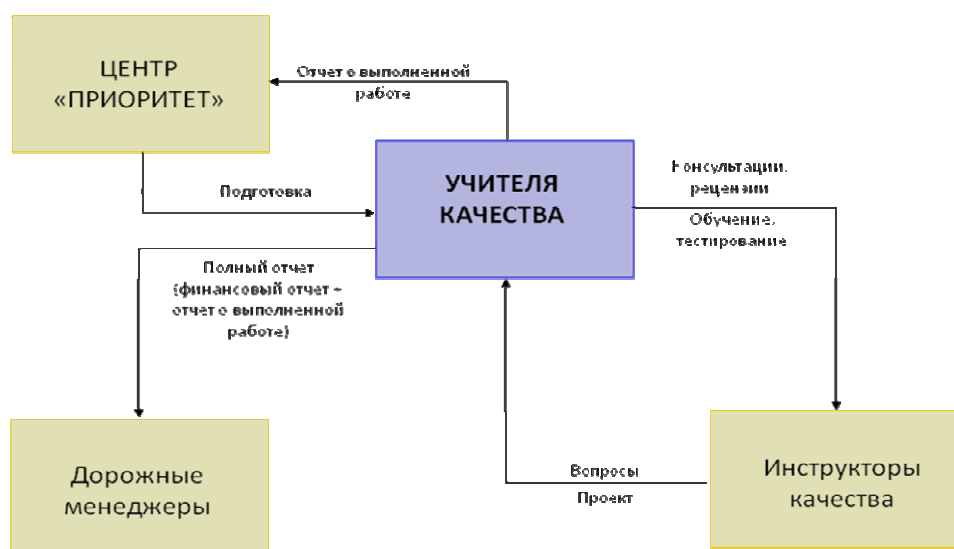 ЦЕНТР
«ПРИОРИТЕТ»
Отчет о выполненной
работе
Подготовка
УЧИТЕЛЯ
КАЧЕСТВА
Консультации,
рецензии
Обучение,
тестирование
Полный отчет
(финансовый отчет +
отчет о выполненной
работе)
Дорожные
менеджеры
Вопросы
Проект
Инструкторы
качества